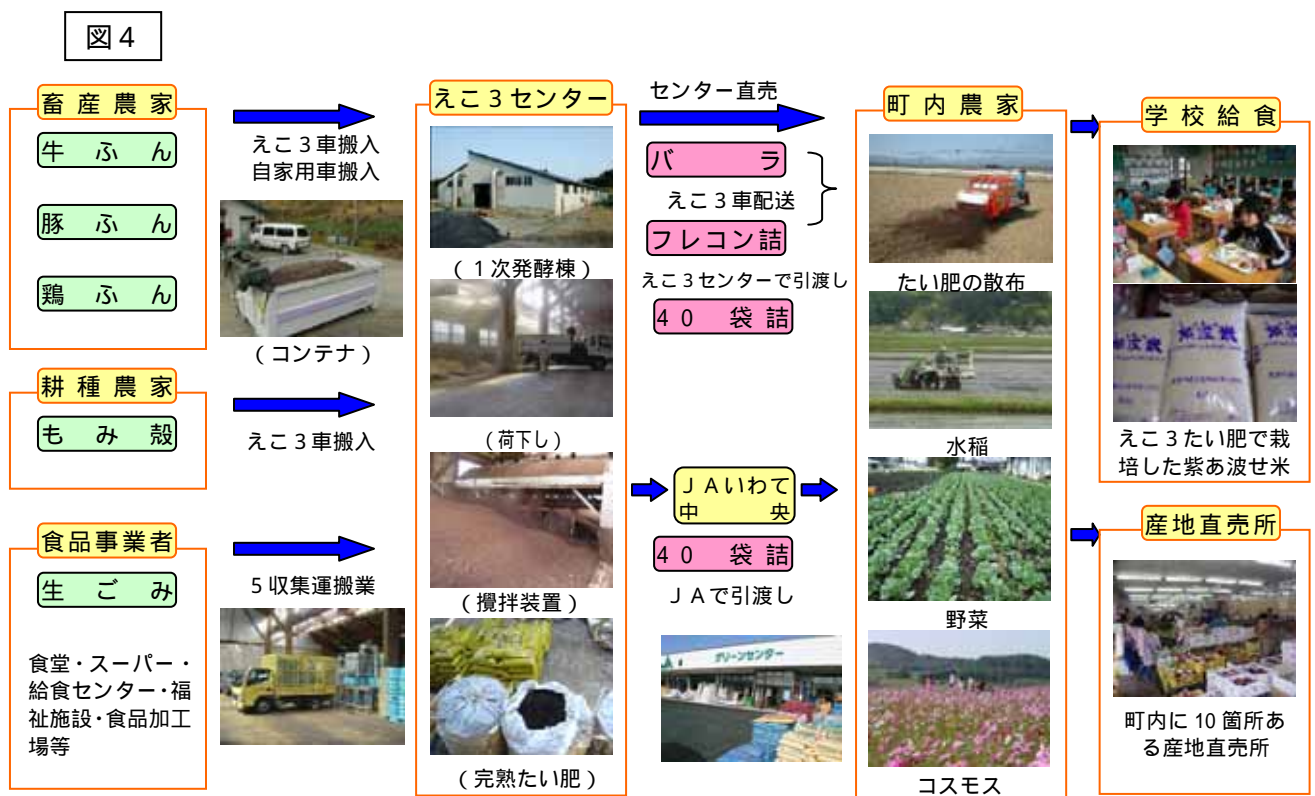 図4
畜産農家
牛ふん
豚ふん
鶏ふん
えこ3車搬入
自家用車搬入
(コンテナ)
耕種農家
もみ殻
えこ3車搬入
食品事業者
生ごみ
食堂・スーパー・
給食センター・福
祉施設・食品加工
場等
5収集運搬業
えこ3センター
(1次発酵棟)
(荷下し)
(攪拌装置)
(完熟たい肥)
センター直売
バラ
えこ3車配送
フレコン詰
えこ3センターで引渡し
40 袋詰
JAいわて
中央
40 袋詰
JAで引渡し
グリーンセンター
町内農家
たい肥の散布
水稲
野菜
コスモス
学校給食
えこ3たい肥で栽
培した紫あ波せ米
産地直売所
町内に10箇所あ
る産地直売所